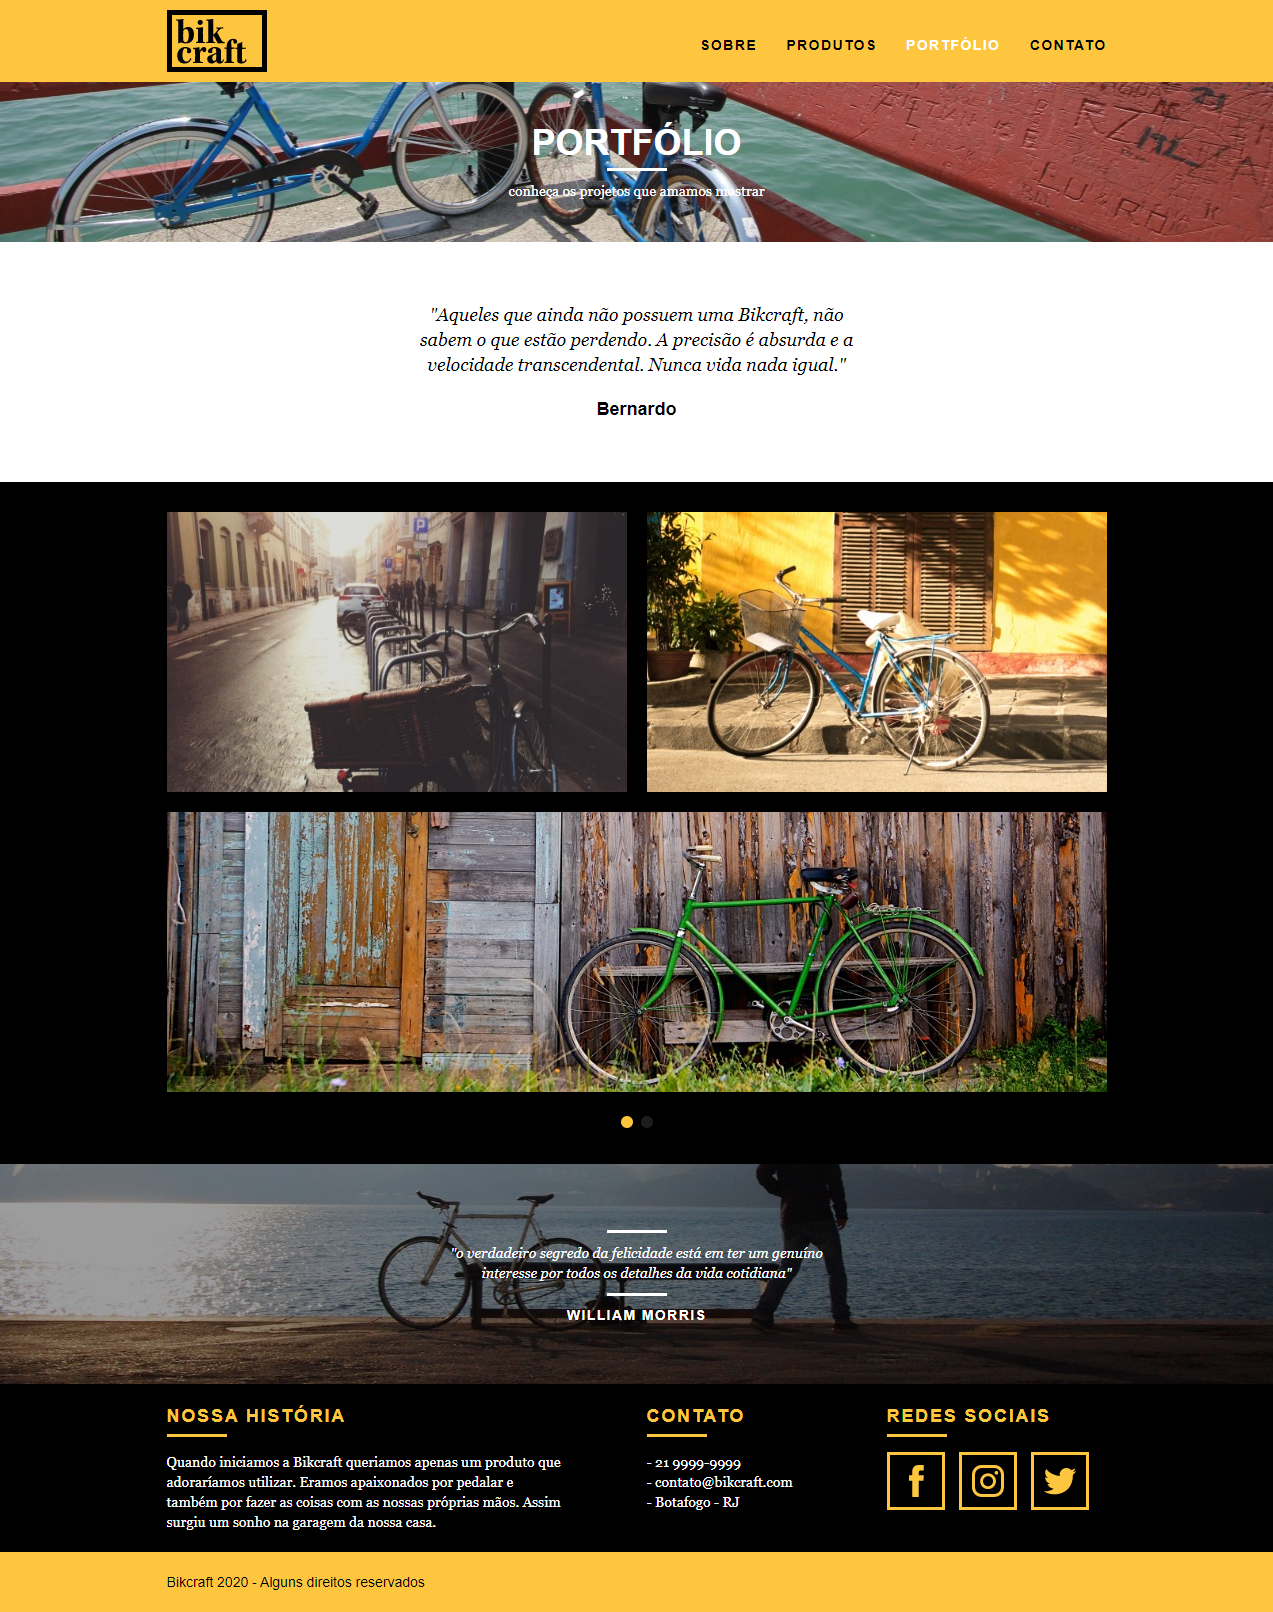 bik
craft
SOBRE PRODUTOS PORTFÓLIO CONTATO
PORTFÓLIO
conheça os projetos que amamos mostrar
"Aqueles que ainda não possuem uma Bikcraft, não
sabem o que estão perdendo. A precisão é absurda e a
velocidade transcendental. Nunca vida nada igual."
Bernardo
P
"o verdadeiro segredo da felicidade está em ter um genuíno
interesse por todos os detalhes da vida cotidiana"
WILLIAM MORRIS
NOSSA HISTÓRIA
Quando iniciamos a Bikcraft queriamos apenas um produto que
adoraríamos utilizar. Eramos apaixonados por pedalar e
também por fazer as coisas com as nossas próprias mãos. Assim
surgiu um sonho na garagem da nossa casa.
CONTATO
- 21 9999-9999
- contato@bikcraft.com
- Botafogo - RJ
REDES SOCIAIS
Bikcraft 2020 - Alguns direitos reservados